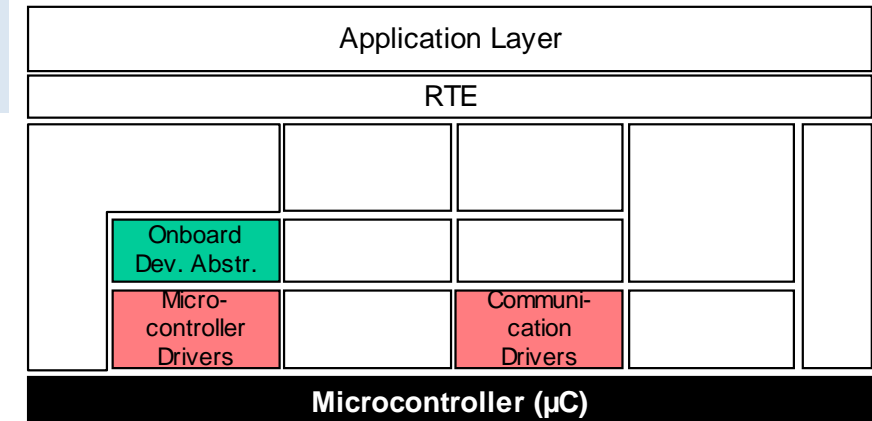 Application Layer
RTE
Onboard
Dev. Abstr.
Micro-
controller
Drivers
Communi-
cation
Drivers
Microcontroller (µC)